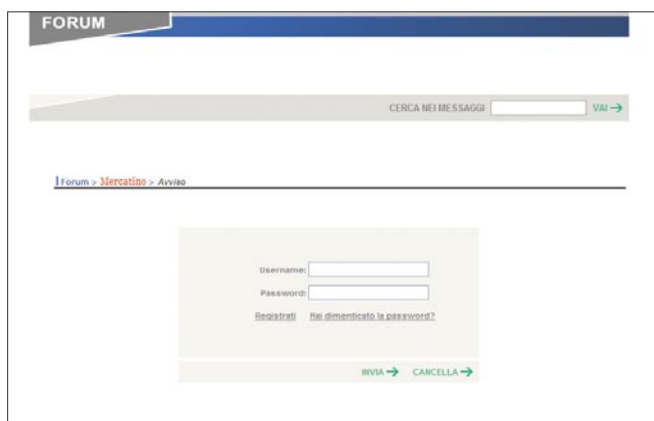 FORUM
CERCA NEI MESSAGGI VAI
Forum > Mercatino > Avviso
Username:
Password:
Registrati Hai dimenticato la password?
INVIA CANCELLA